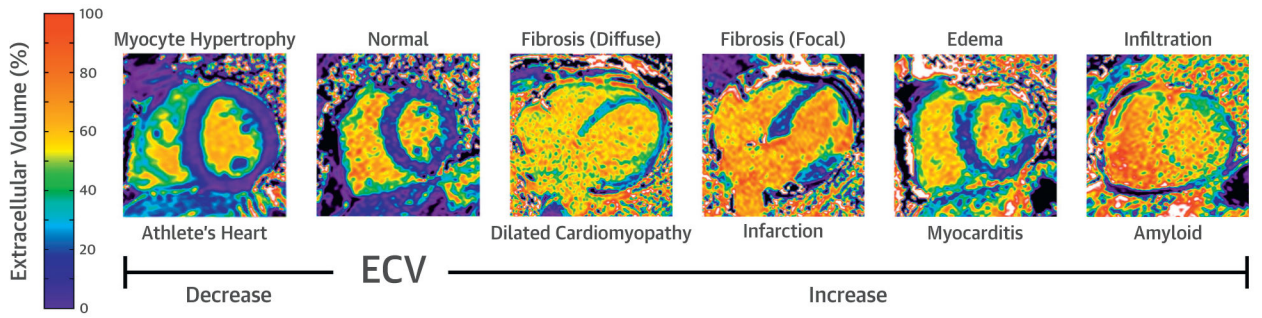 Extracellular Volume (%)
100
80
60
40
20
0
Myocyte Hypertrophy
Athlete's Heart
Normal
Fibrosis (Diffuse)
Dilated Cardiomyopathy
Fibrosis (Focal)
Infarction
Edema
Myocarditis
Infiltration
Amyloid
ECV
Decrease
Increase